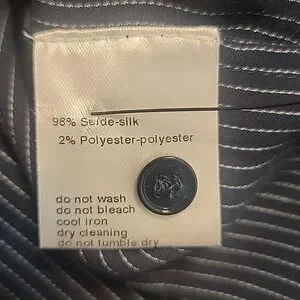 98% Seide-silk
2% Polyester-polyester
do not wash
do not bleach
cool iron
dry cleaning
do not tumble dry